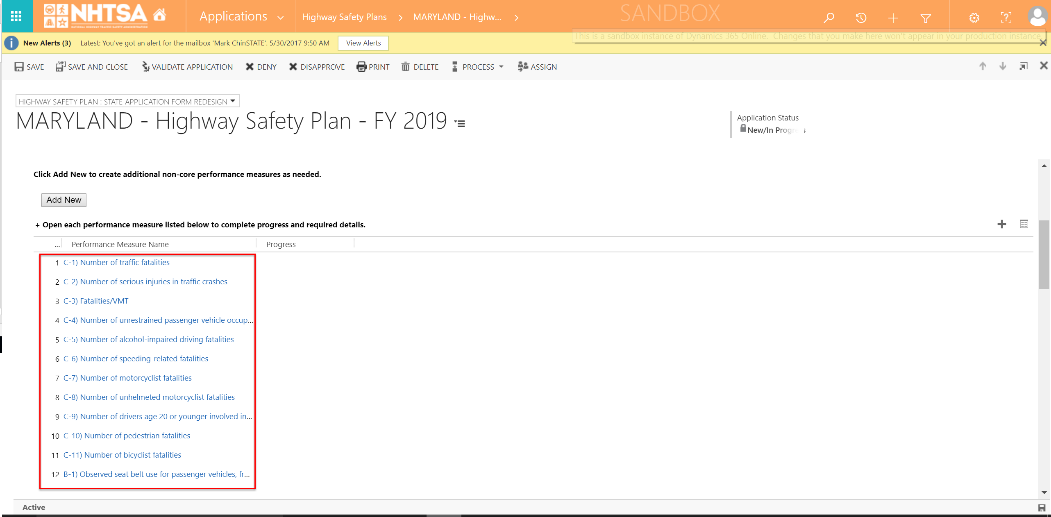 NHTSA Applications Highway Safety Plans MARYLAND - Highw... SANDBOX
This is a sandbox instance of Dynamics 365 Online. Changes that you make here won't appear in your production instance.
New Alerts (3) Latest: You've got an alert for the mailbox 'Mark.ChinSTATE'. 5/30/2017 9:50 AM View Alerts
SAVE SAVE AND CLOSE VALIDATE APPLICATION DENY DISAPPROVE PRINT DELETE PROCESS ASSIGN
HIGHWAY SAFETY PLAN : STATE APPLICATION FORM REDESIGN
MARYLAND - Highway Safety Plan - FY 2019
Application Status
New/In Prog
Click Add New to create additional non-core performance measures as needed.
Add New
+ Open each performance measure listed below to complete progress and required details.
... Performance Measure Name Progress
1 C-1) Number of traffic fatalities
2 C-2) Number of serious injuries in traffic crashes
3 C-3) Fatalities/VMT
4 C-4) Number of unrestrained passenger vehicle occup...
5 C-5) Number of alcohol-impaired driving fatalities
6 C-6) Number of speeding-related fatalities
7 C-7) Number of motorcyclist fatalities
8 C-8) Number of unhelmeted motorcyclist fatalities
9 C-9) Number of drivers age 20 or younger involved in...
10 C-10) Number of pedestrian fatalities
11 C-11) Number of bicyclist fatalities
12 B-1) Observed seat belt use for passenger vehicles, fr...
Active